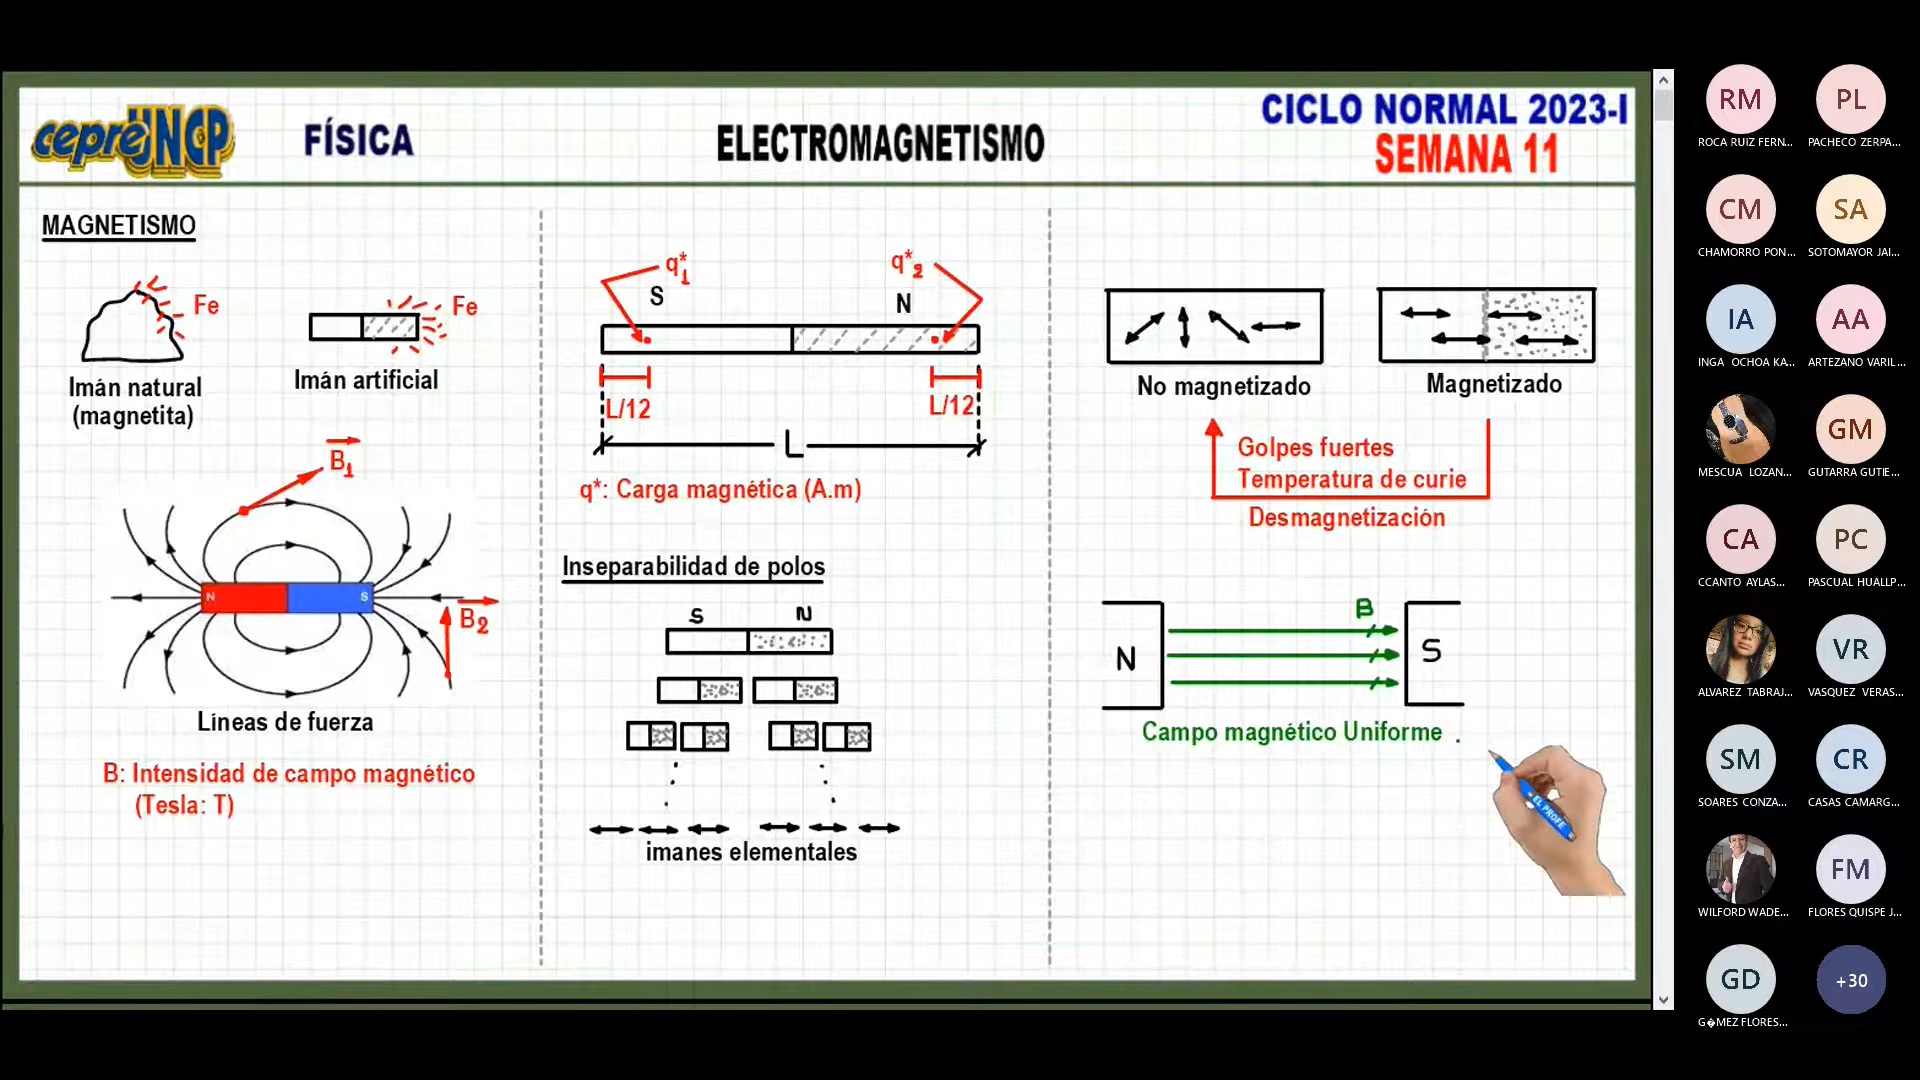 cepreUNCP
FÍSICA
ELECTROMAGNETISMO
CICLO NORMAL 2023-I
SEMANA 11
MAGNETISMO
Fe
Imán natural
(magnetita)
Fe
Imán artificial
B₁
N
S
B₂
Líneas de fuerza
B: Intensidad de campo magnético
(Tesla: T)
q*₁
S
q*₂
N
L/12
L/12
L
q*: Carga magnética (A.m)
Inseparabilidad de polos
S
N
imanes elementales
No magnetizado
Magnetizado
Golpes fuertes
Temperatura de curie
Desmagnetización
N
B
S
Campo magnético Uniforme
EL PROFE
RM
ROCA RUIZ FERN...
PL
PACHECO ZERPA...
CM
CHAMORRO PON...
SA
SOTOMAYOR JAI...
IA
INGA OCHOA KA...
AA
ARTEZANO VARIL...
MESCUA LOZAN...
GM
GUTARRA GUTIE...
CA
CCANTO AYLAS...
PC
PASCUAL HUALLP...
ALVAREZ TABRAJ...
VR
VASQUEZ VERAS...
SM
SOARES CONZA...
CR
CASAS CAMARG...
WILFORD WADE...
FM
FLORES QUISPE J...
GD
G�MEZ FLORES...
+30